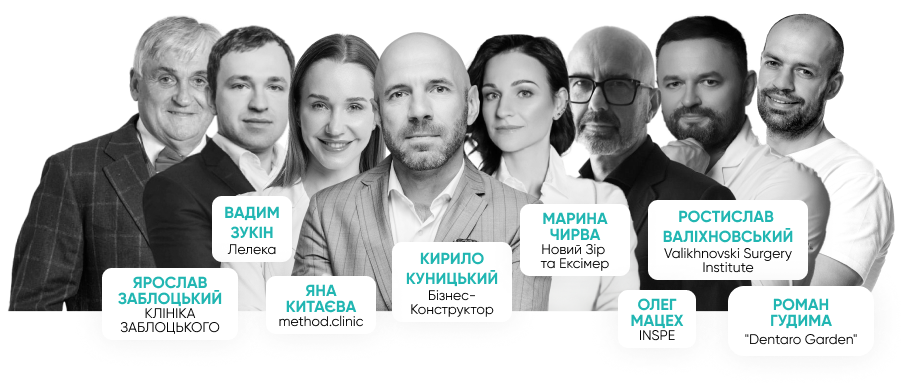 ВАДИМ
ЗУКІН
Лелека
ЯРОСЛАВ
ЗАБЛОЦЬКИЙ
КЛІНІКА
ЗАБЛОЦЬКОГО
ЯНА
КИТАЄВА
method.clinic
КИРИЛО
КУНИЦЬКИЙ
Бізнес-
Конструктор
МАРИНА
ЧИРВА
Новий Зір
та Ексімер
РОСТИСЛАВ
ВАЛІХНОВСЬКИЙ
Valikhnovski Surgery
Institute
ОЛЕГ
МАЦЕХ
INSPE
РОМАН
ГУДИМА
"Dentaro Garden"